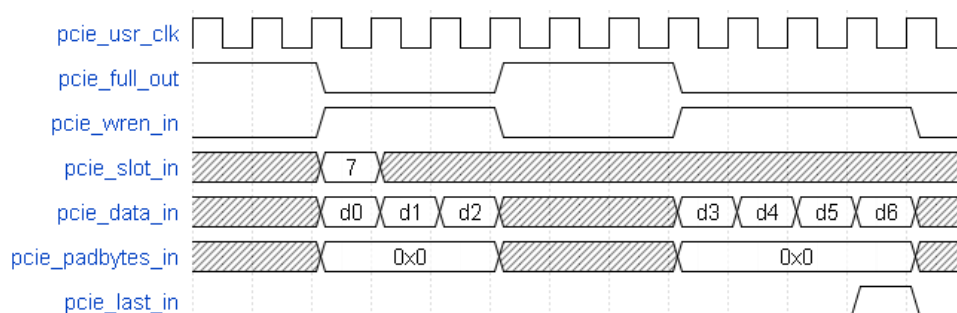 pcie_usr_clk
pcie_full_out
pcie_wren_in
pcie_slot_in 7
pcie_data_in d0 d1 d2 d3 d4 d5 d6
pcie_padbytes_in 0x0 0x0
pcie_last_in